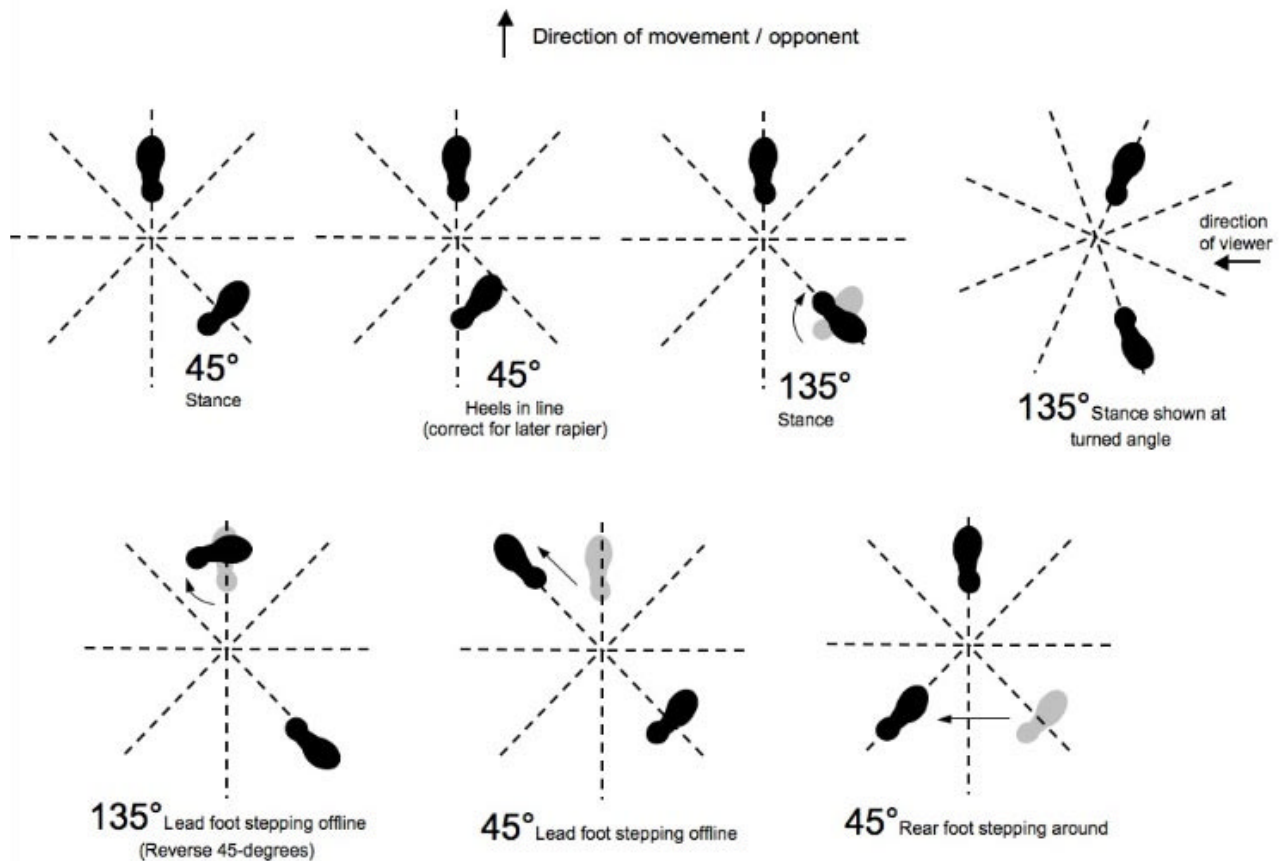 Direction of movement / opponent
direction
of viewer
45°
Stance
45°
Heels in line
(correct for later rapier)
135°
Stance
135° Stance shown at
turned angle
135° Lead foot stepping offline
(Reverse 45-degrees)
45° Lead foot stepping offline
45° Rear foot stepping around